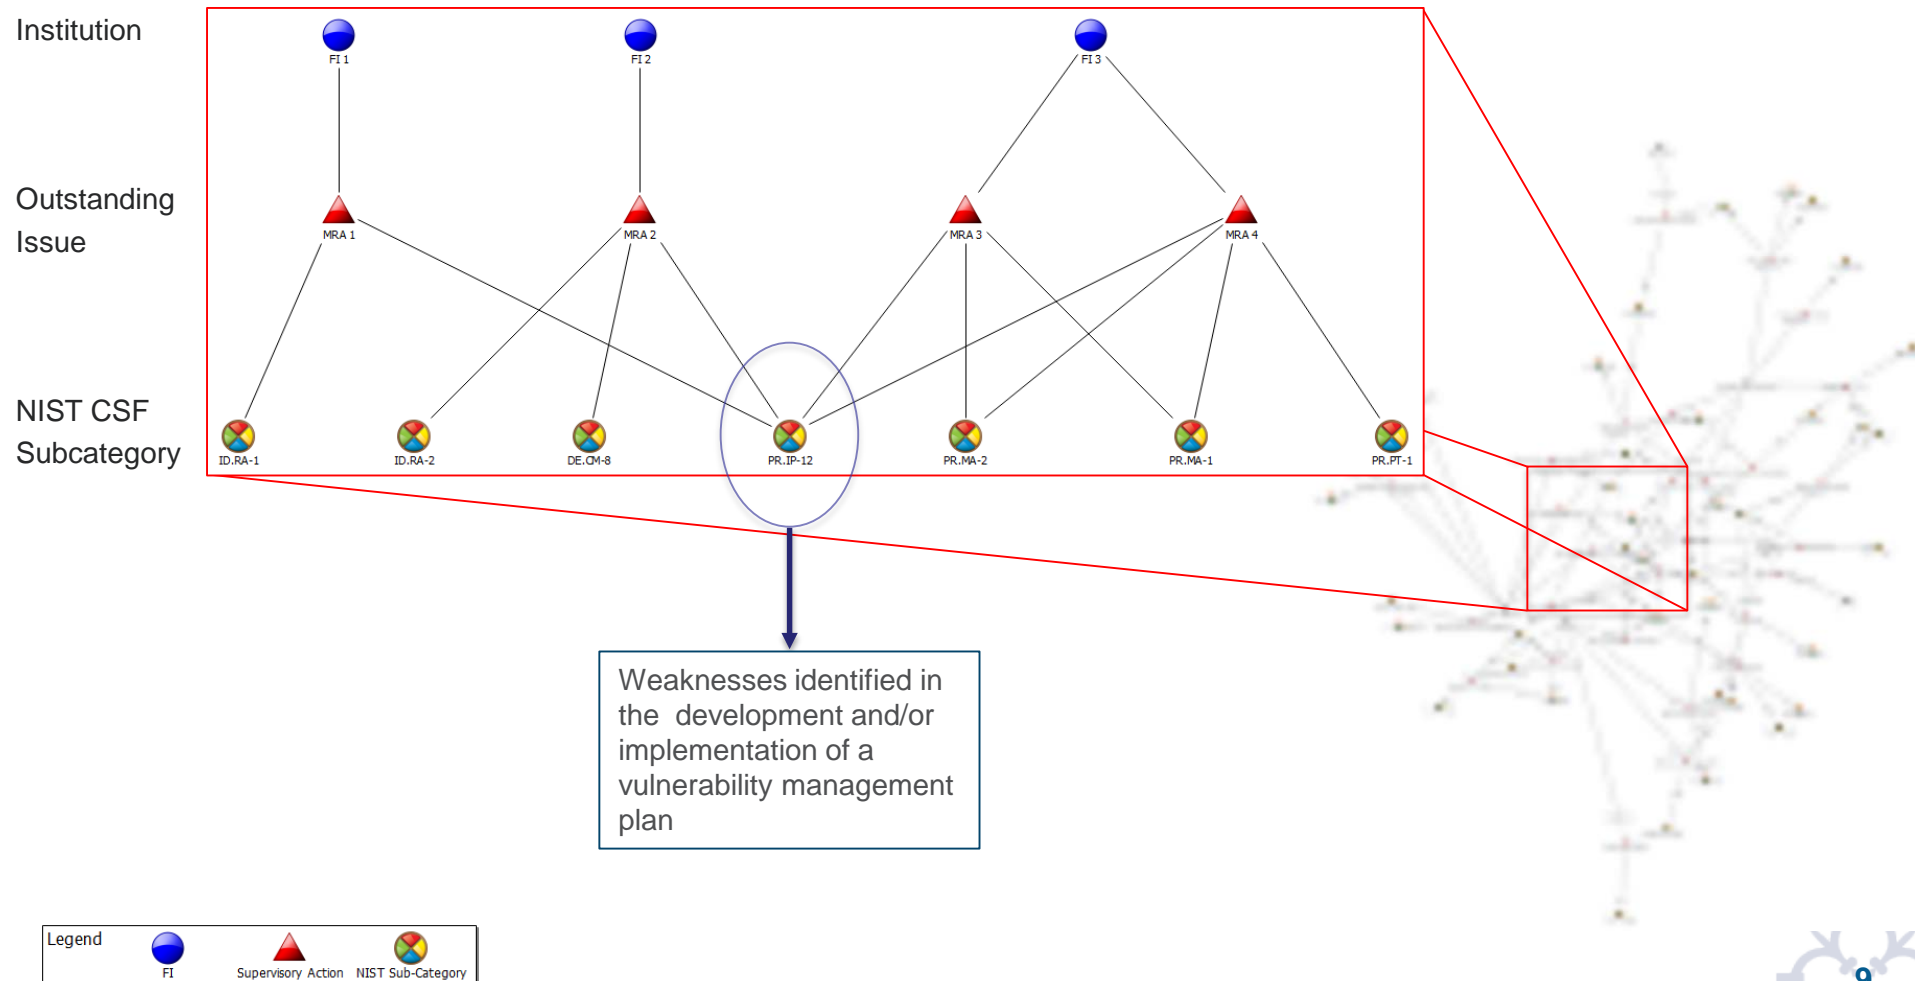 Institution
FI 1
FI 2
FI 3
Outstanding
Issue
MRA 1
MRA 2
MRA 3
MRA 4
NIST CSF
Subcategory
ID.RA-1
ID.RA-2
DE.CM-8
PR.IP-12
PR.MA-2
PR.MA-1
PR.PT-1
Weaknesses identified in
the development and/or
implementation of a
vulnerability management
plan
Legend
FI
Supervisory Action
NIST Sub-Category
9